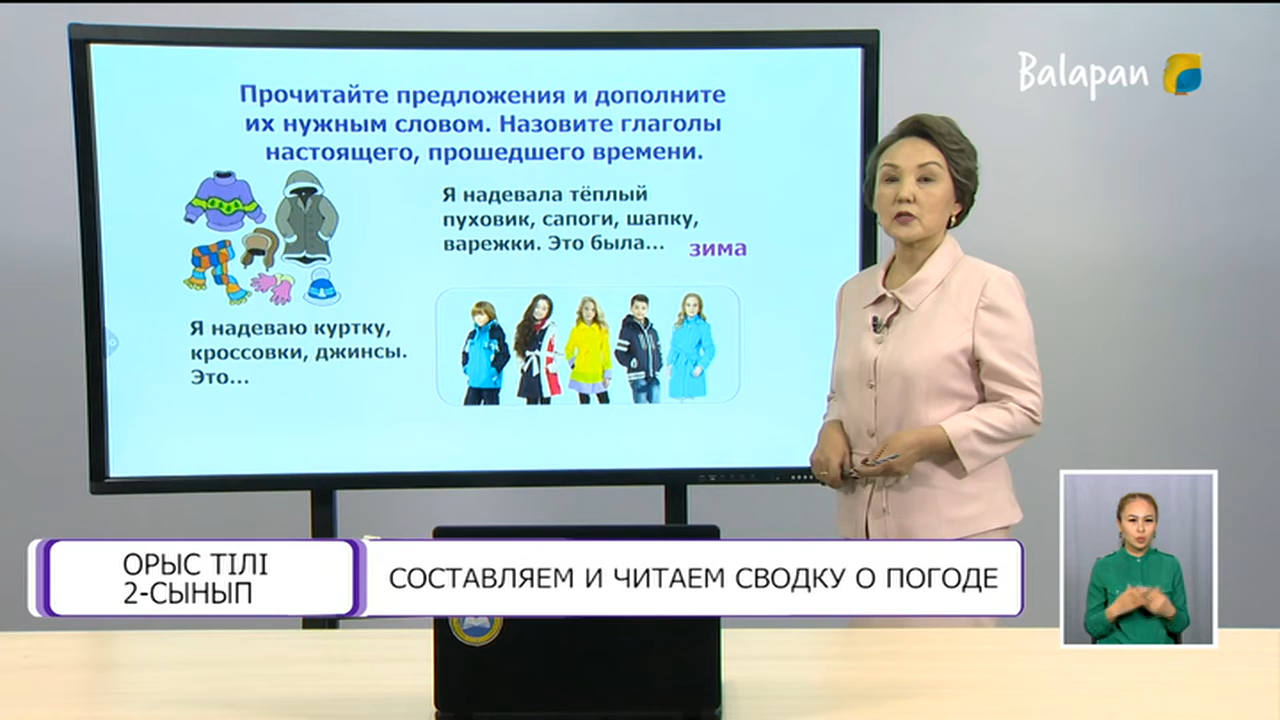 Balapan
Прочитайте предложения и дополните
их нужным словом. Назовите глаголы
настоящего, прошедшего времени.
Я надевала тёплый
пуховик, сапоги, шапку,
варежки. Это была...
зима
Я надеваю куртку,
кроссовки, джинсы.
Это...
ОРЫС ТІЛІ
2-СЫНЫП
СОСТАВЛЯЕМ И ЧИТАЕМ СВОДКУ О ПОГОДЕ